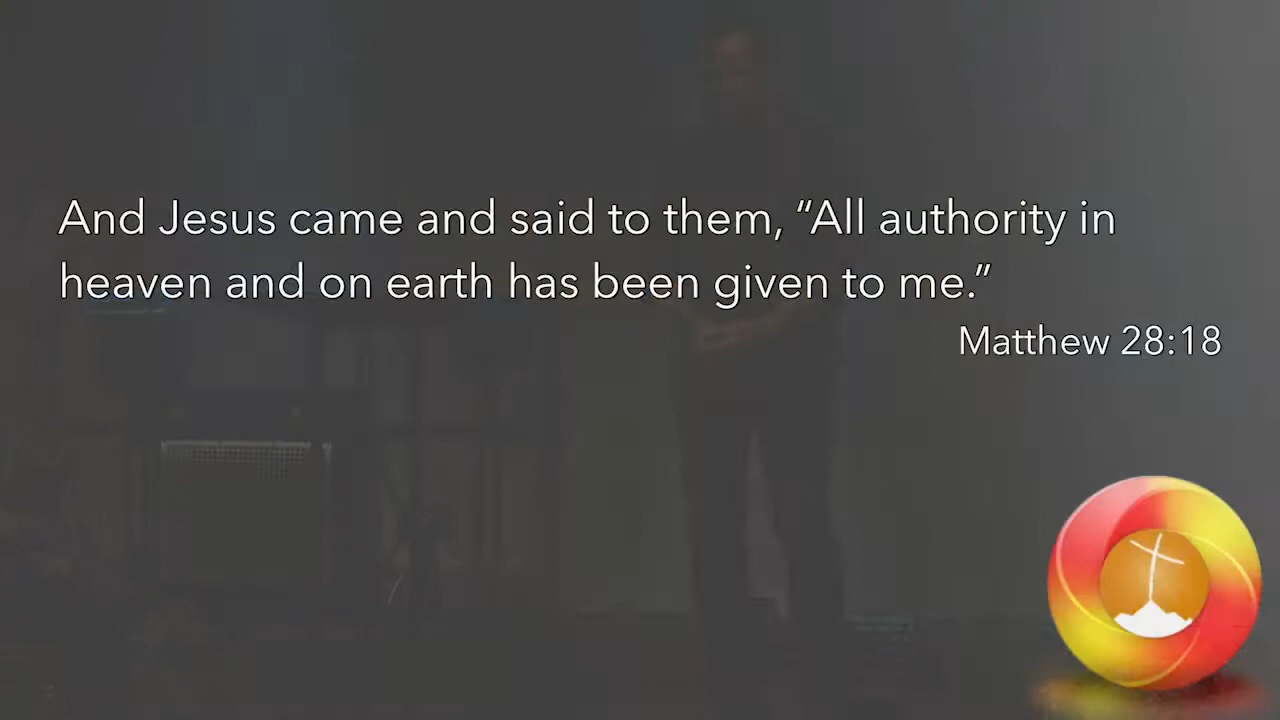 And Jesus came and said to them, “All authority in
heaven and on earth has been given to me.”
Matthew 28:18